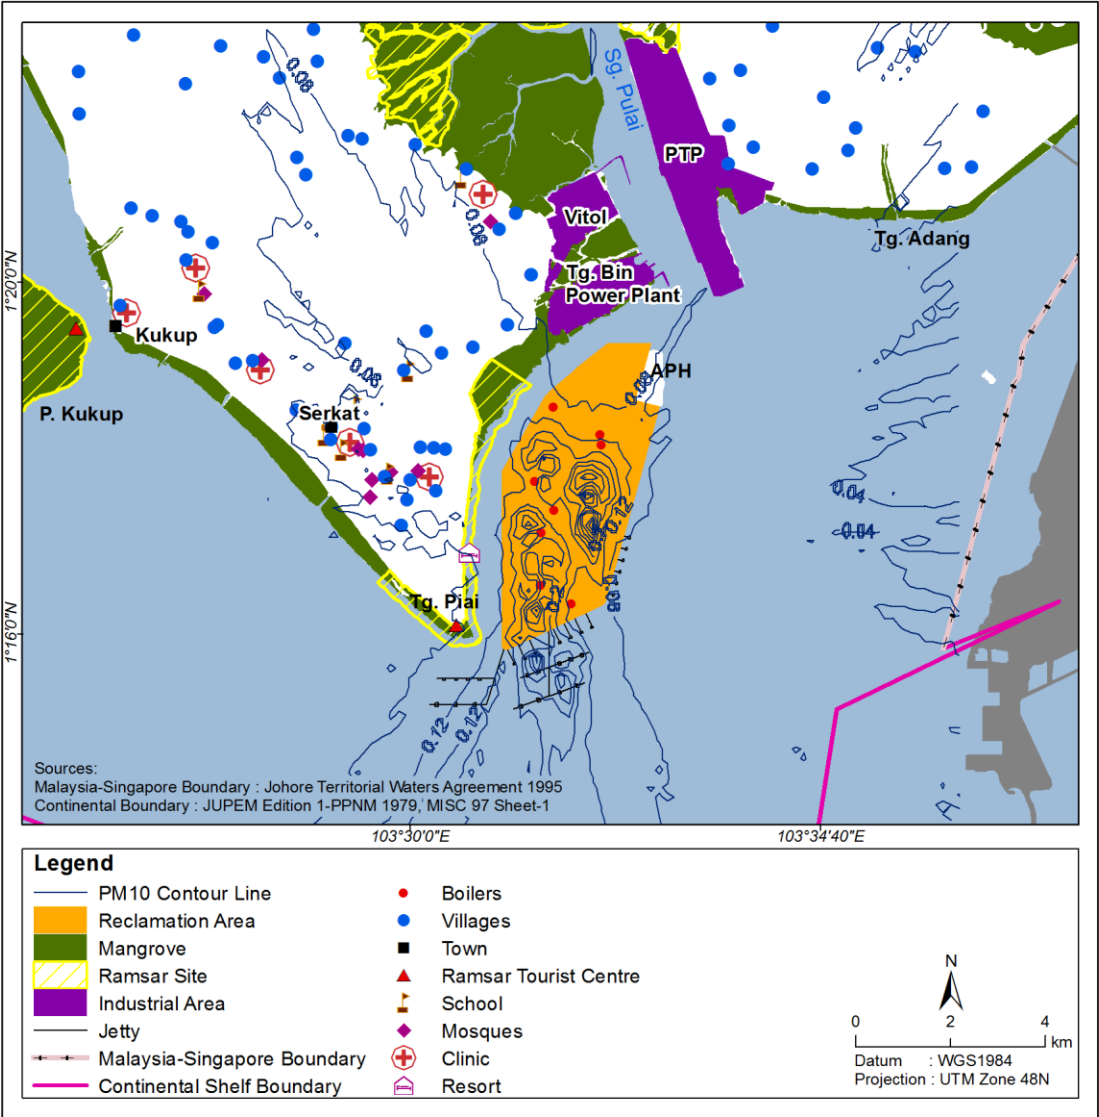 0.08
Sg. Pulai
PTP
0.08
Vitol
Tg. Adang
Tg. Bin
Power Plant
1°20'0"N
Kukup
0.08
APH
0.08
P. Kukup
Serkat
0.04
0.12
0.04
0.2
0.08
Tg. Piai
1°16'0"N
0.12
0.12
Sources:
Malaysia-Singapore Boundary : Johore Territorial Waters Agreement 1995
Continental Boundary : JUPEM Edition 1-PPNM 1979, MISC 97 Sheet-1
103°30'0"E
103°34'40"E
Legend
PM10 Contour Line
Reclamation Area
Mangrove
Ramsar Site
Industrial Area
Jetty
Malaysia-Singapore Boundary
Continental Shelf Boundary
Boilers
Villages
Town
Ramsar Tourist Centre
School
Mosques
Clinic
Resort
N
0 2 4
km
Datum : WGS1984
Projection : UTM Zone 48N